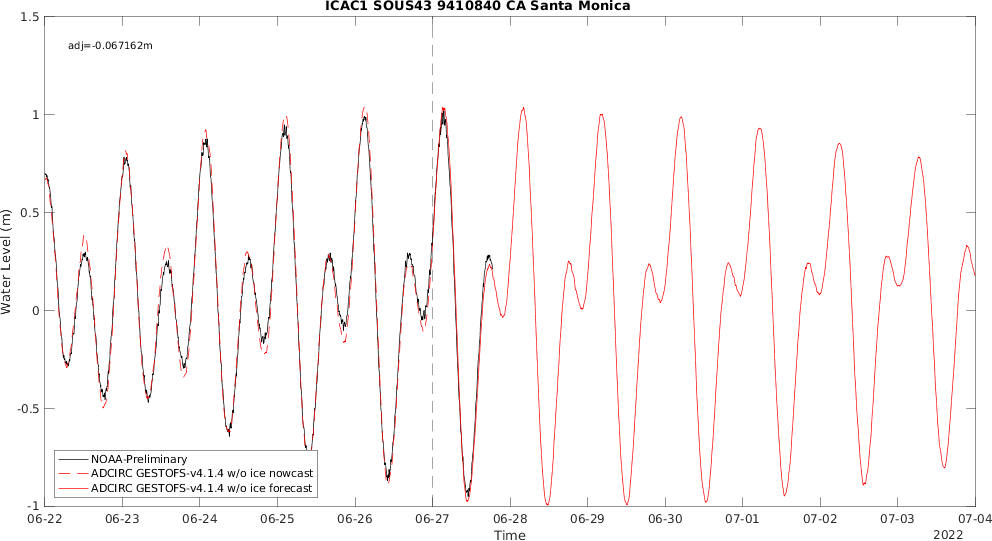 ICAC1 SOUS43 9410840 CA Santa Monica
1.5
adj=-0.067162m
1
0.5
0
-0.5
-1
Water Level (m)
NOAA-Preliminary
ADCIRC GESTOFS-v4.1.4 w/o ice nowcast
ADCIRC GESTOFS-v4.1.4 w/o ice forecast
06-22 06-23 06-24 06-25 06-26 06-27 06-28 06-29 06-30 07-01 07-02 07-03 07-04
Time
2022